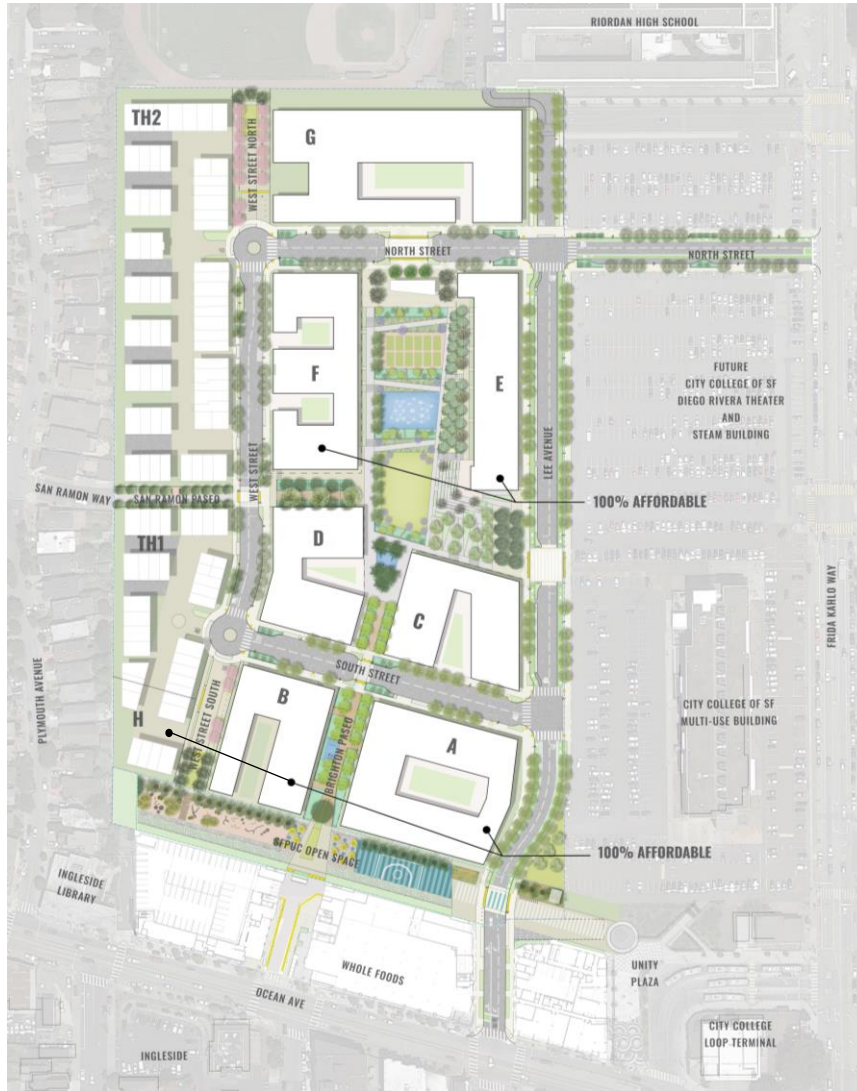 RIORDAN HIGH SCHOOL
TH2
G
WEST STREET NORTH
NORTH STREET
NORTH STREET
F
E
FUTURE
CITY COLLEGE OF SF
DIEGO RIVERA THEATER
AND
STEAM BUILDING
WEST STREET
LEE AVENUE
SAN RAMON WAY
SAN RAMON PASEO
100% AFFORDABLE
TH1
D
C
FRIDA KAHLO WAY
SOUTH STREET
PLYMOUTH AVENUE
H
WEST STREET SOUTH
B
BRIGHTON PASEO
A
CITY COLLEGE OF SF
MULTI-USE BUILDING
SFPUC OPEN SPACE
100% AFFORDABLE
INGLESIDE
LIBRARY
WHOLE FOODS
OCEAN AVE
UNITY
PLAZA
INGLESIDE
CITY COLLEGE
LOOP TERMINAL